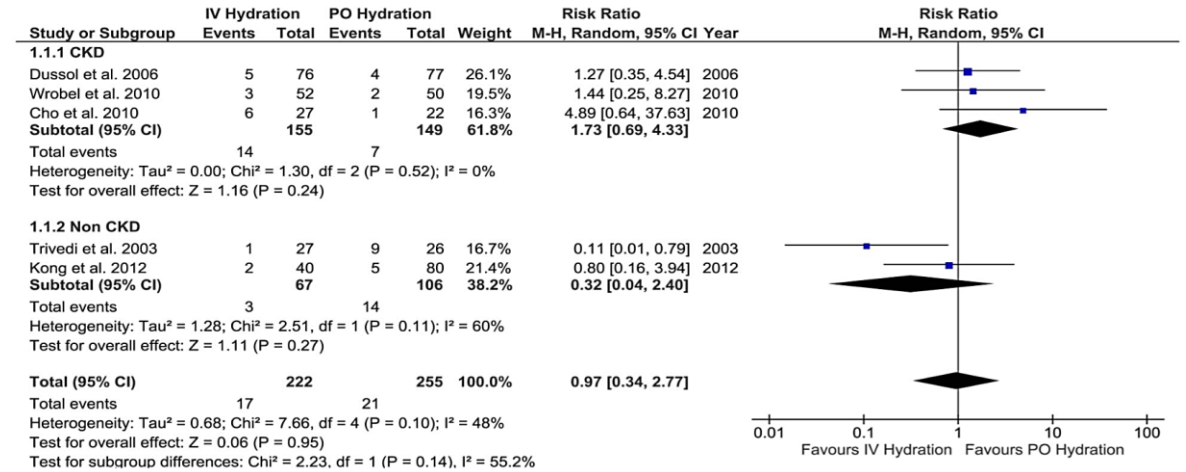 IV Hydration PO Hydration Risk Ratio Risk Ratio
Study or Subgroup Events Total Events Total Weight M-H, Random, 95% CI Year M-H, Random, 95% CI
1.1.1 CKD
Dussol et al. 2006 5 76 4 77 26.1% 1.27 [0.35, 4.54] 2006
Wrobel et al. 2010 3 52 2 50 19.5% 1.44 [0.25, 8.27] 2010
Cho et al. 2010 6 27 1 22 16.3% 4.89 [0.64, 37.63] 2010
Subtotal (95% CI) 155 149 61.8% 1.73 [0.69, 4.33]
Total events 14 7
Heterogeneity: Tau² = 0.00; Chi² = 1.30, df = 2 (P = 0.52); I² = 0%
Test for overall effect: Z = 1.16 (P = 0.24)
1.1.2 Non CKD
Trivedi et al. 2003 1 27 9 26 16.7% 0.11 [0.01, 0.79] 2003
Kong et al. 2012 2 40 5 80 21.4% 0.80 [0.16, 3.94] 2012
Subtotal (95% CI) 67 106 38.2% 0.32 [0.04, 2.40]
Total events 3 14
Heterogeneity: Tau² = 1.28; Chi² = 2.51, df = 1 (P = 0.11); I² = 60%
Test for overall effect: Z = 1.11 (P = 0.27)
Total (95% CI) 222 255 100.0% 0.97 [0.34, 2.77]
Total events 17 21
Heterogeneity: Tau² = 0.68; Chi² = 7.66, df = 4 (P = 0.10); I² = 48%
Test for overall effect: Z = 0.06 (P = 0.95)
Test for subgroup differences: Chi² = 2.23, df = 1 (P = 0.14), I² = 55.2%
0.01 0.1 1 10 100
Favours IV Hydration Favours PO Hydration